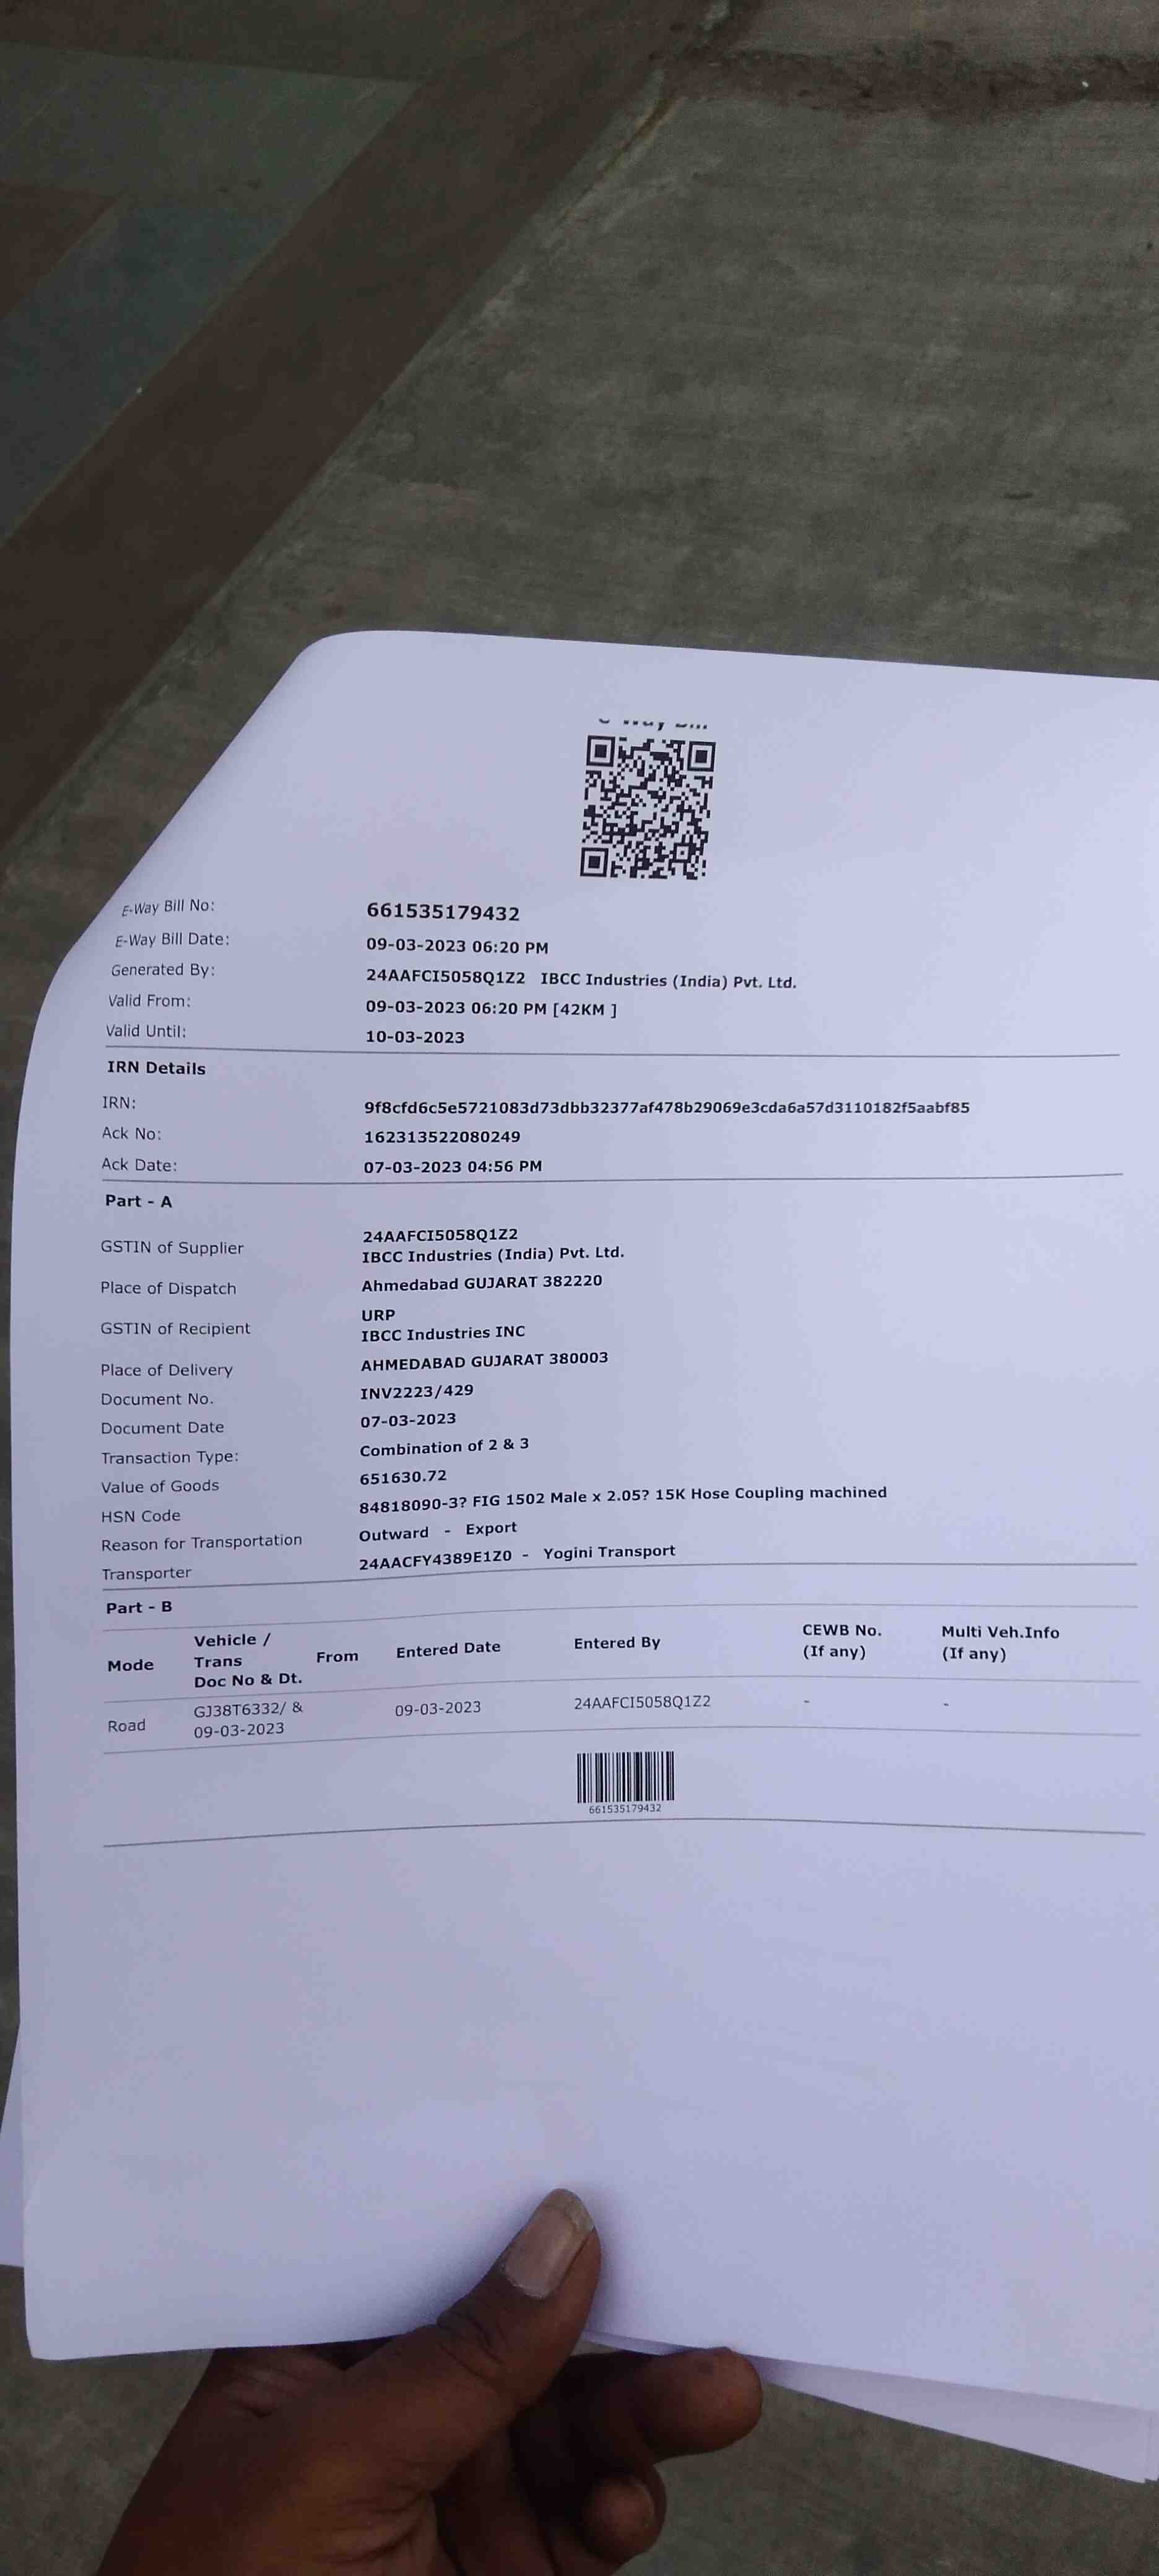 e-Way Bill
E-Way Bill No: 661535179432
E-Way Bill Date: 09-03-2023 06:20 PM
Generated By: 24AAFCI5058Q1Z2 IBCC Industries (India) Pvt. Ltd.
Valid From: 09-03-2023 06:20 PM [42KM ]
Valid Until: 10-03-2023
IRN Details
IRN: 9f8cfd6c5e5721083d73dbb32377af478b29069e3cda6a57d3110182f5aabf85
Ack No: 162313522080249
Ack Date: 07-03-2023 04:56 PM
Part - A
GSTIN of Supplier 24AAFCI5058Q1Z2
IBCC Industries (India) Pvt. Ltd.
Place of Dispatch Ahmedabad GUJARAT 382220
GSTIN of Recipient URP
IBCC Industries INC
Place of Delivery AHMEDABAD GUJARAT 380003
Document No. INV2223/429
Document Date 07-03-2023
Transaction Type: Combination of 2 & 3
Value of Goods 651630.72
HSN Code 84818090-3? FIG 1502 Male x 2.05? 15K Hose Coupling machined
Reason for Transportation Outward - Export
Transporter 24AACFY4389E1Z0 - Yogini Transport
Part - B
Mode Vehicle / Trans Doc No & Dt. From Entered Date Entered By CEWB No. (If any) Multi Veh.Info (If any)
Road GJ38T6332/ & 09-03-2023 09-03-2023 24AAFCI5058Q1Z2 - -
661535179432